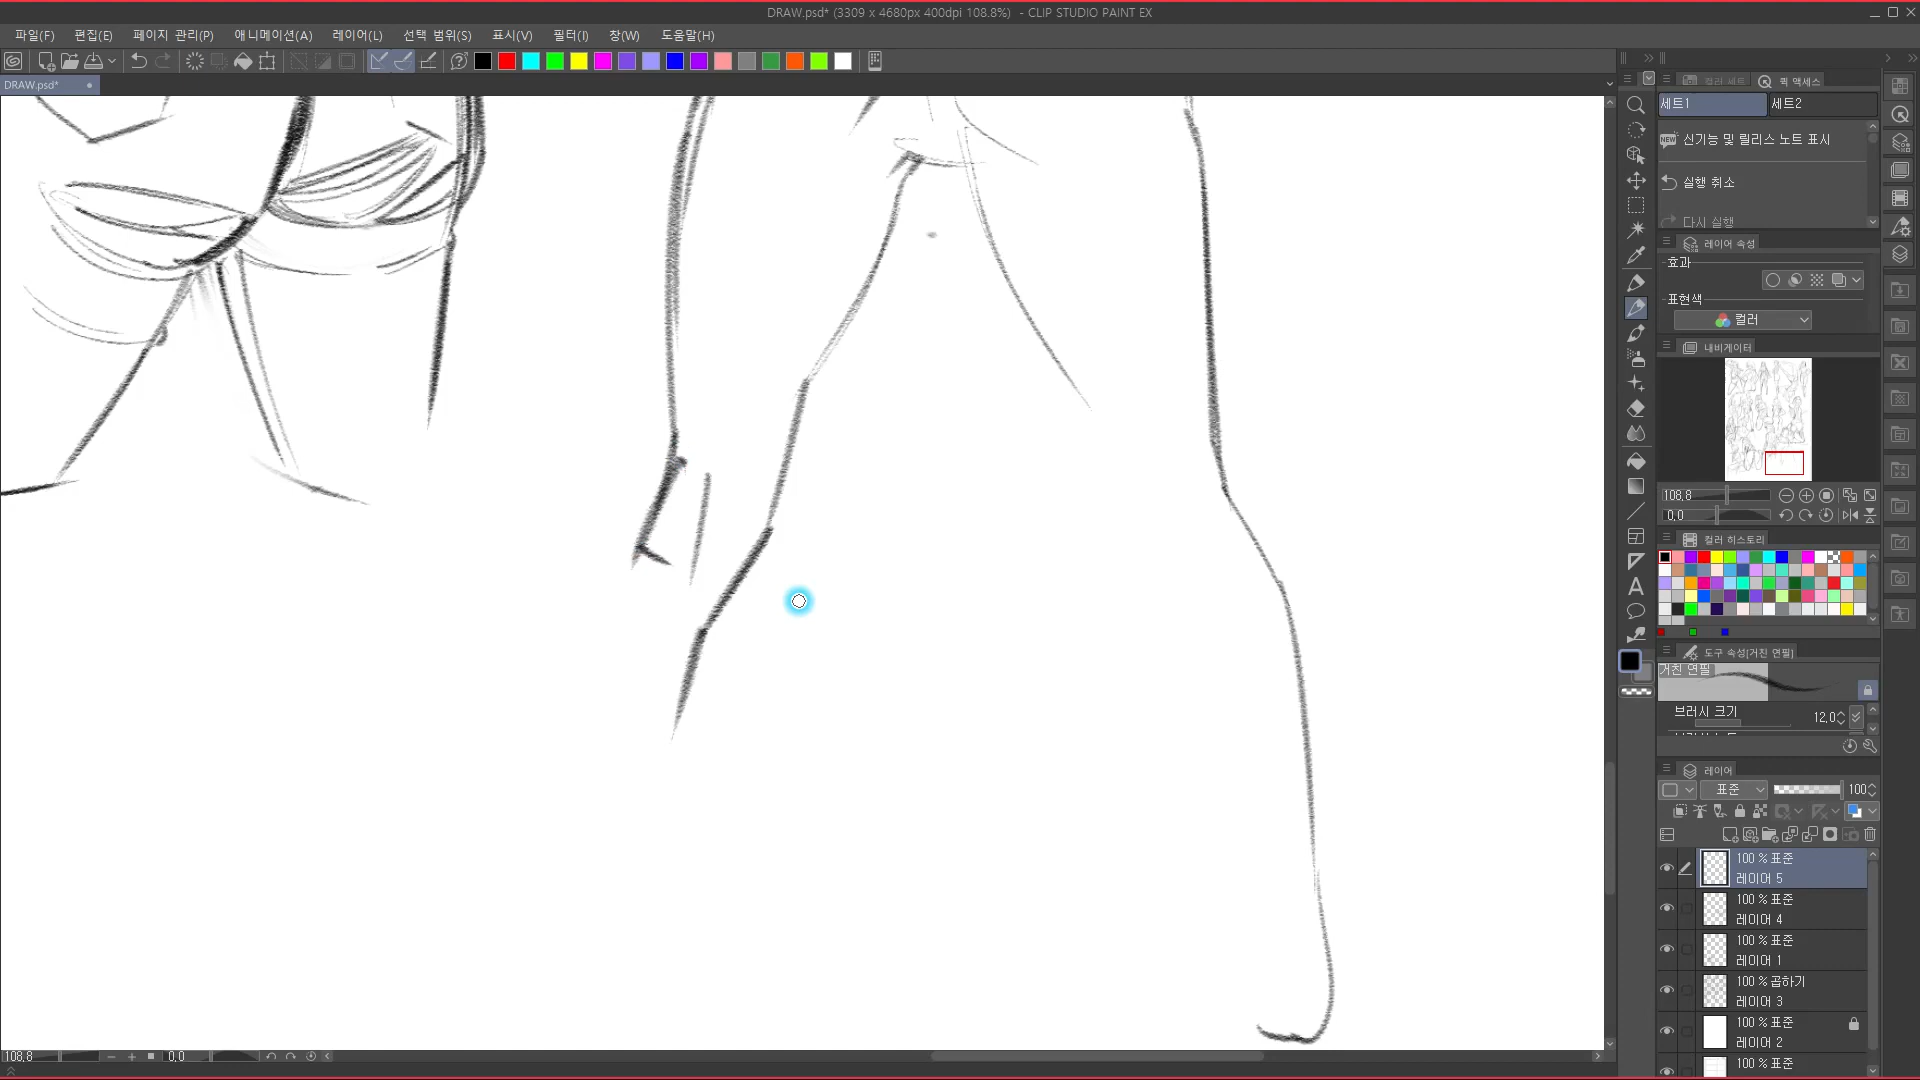 DRAW.psd* (3309 x 4680px 400dpi 108.8%) - CLIP STUDIO PAINT EX
파일(F) 편집(E) 페이지 관리(P) 애니메이션(A) 레이어(L) 선택 범위(S) 표시(V) 필터(I) 창(W) 도움말(H)
DRAW.psd*
컬러 세트 퀵 액세스
세트1 세트2
신기능 및 릴리스 노트 표시
실행 취소
다시 실행
레이어 속성
효과
표현색
컬러
내비게이터
108.8
0.0
컬러 히스토리
도구 속성[거친 연필]
거친 연필
브러시 크기 12.0
레이어
표준 100
100 % 표준
레이어 5
100 % 표준
레이어 4
100 % 표준
레이어 1
100 % 곱하기
레이어 3
100 % 표준
레이어 2
100 % 표준
108.8 0.0